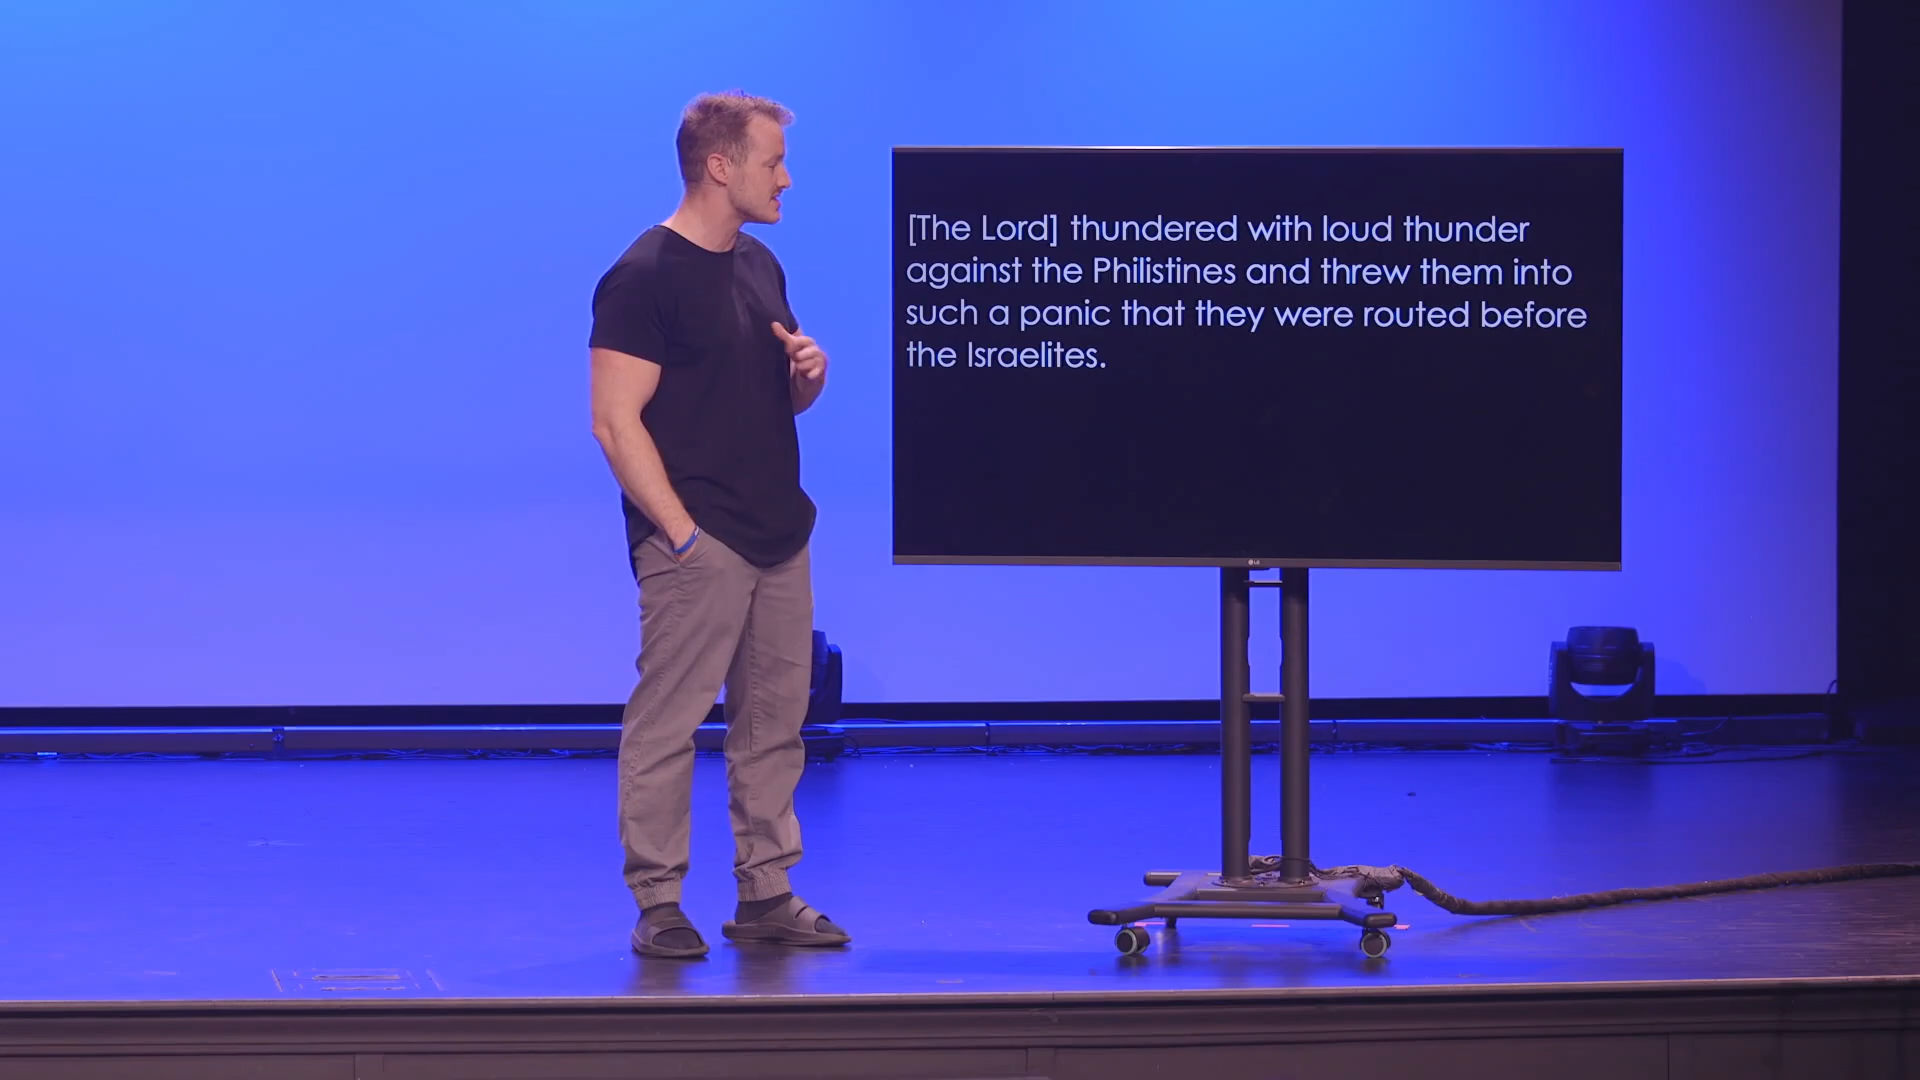 [The Lord] thundered with loud thunder
against the Philistines and threw them into
such a panic that they were routed before
the Israelites.
LG